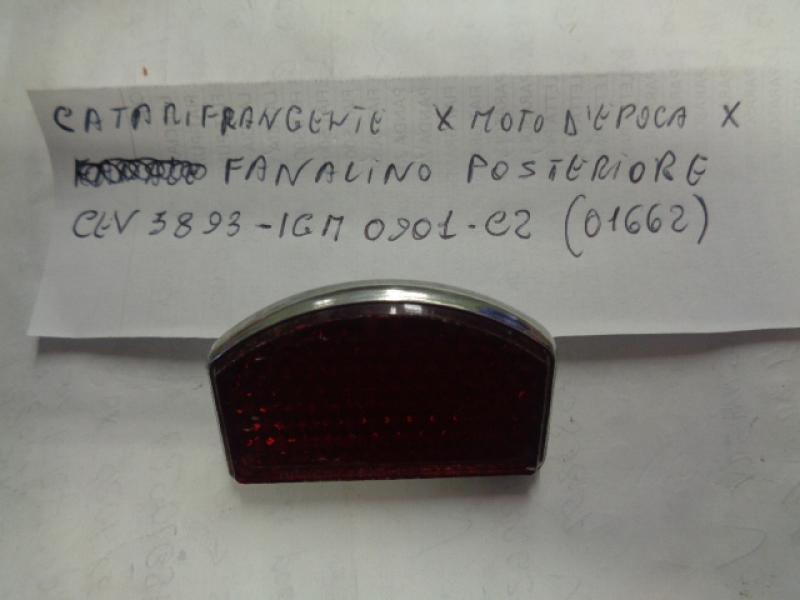 CATARIFRANGENTE X MOTO D'EPOCA X
FANALINO POSTERIORE
CEV 3893-IGM 0901-C2 (01662)